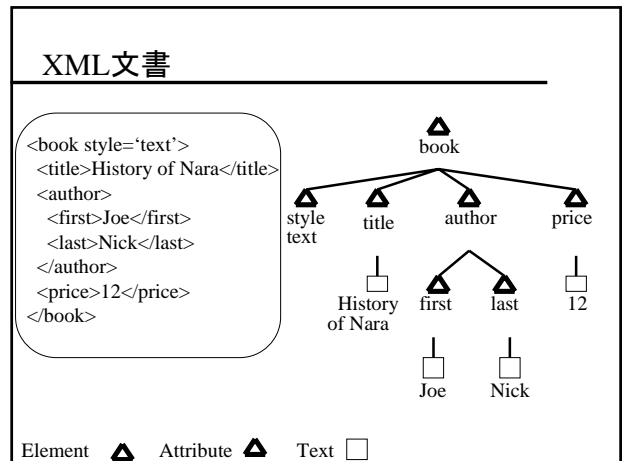 XML文書
<book style=‘text’>
<title>History of Nara</title>
<author>
<first>Joe</first>
<last>Nick</last>
</author>
<price>12</price>
</book>
book
style
text
title
author
price
History
of Nara
first
last
12
Joe
Nick
Element
Attribute
Text